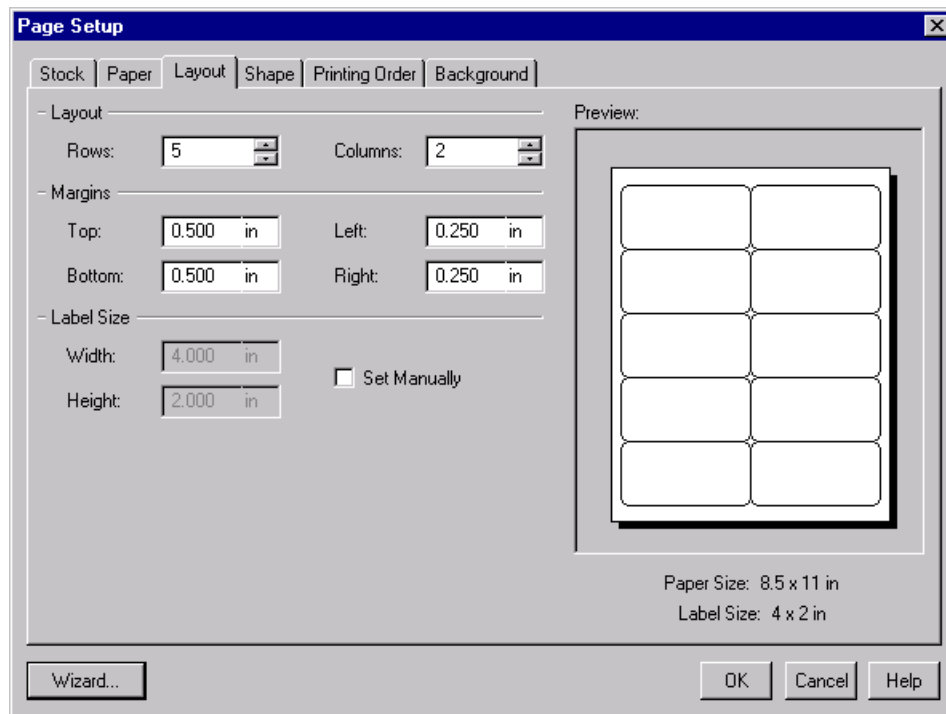 Page Setup
Stock Paper Layout Shape Printing Order Background
Layout
Rows: 5 Columns: 2
Margins
Top: 0.500 in Left: 0.250 in
Bottom: 0.500 in Right: 0.250 in
Label Size
Width: 4.000 in
Set Manually
Height: 2.000 in
Preview:
Paper Size: 8.5 x 11 in
Label Size: 4 x 2 in
Wizard... OK Cancel Help